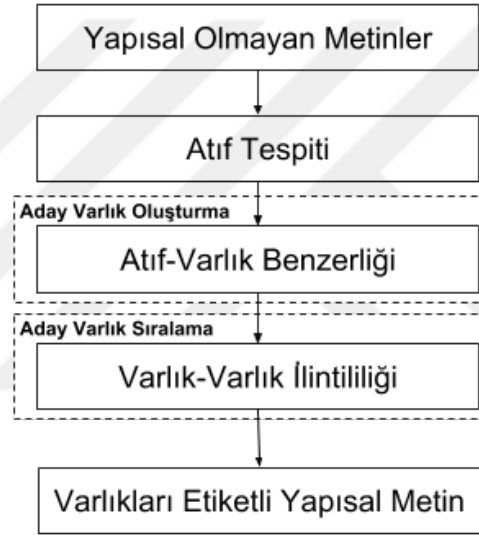 Yapısal Olmayan Metinler
Atıf Tespiti
Aday Varlık Oluşturma
Atıf-Varlık Benzerliği
Aday Varlık Sıralama
Varlık-Varlık İlintililiği
Varlıkları Etiketli Yapısal Metin